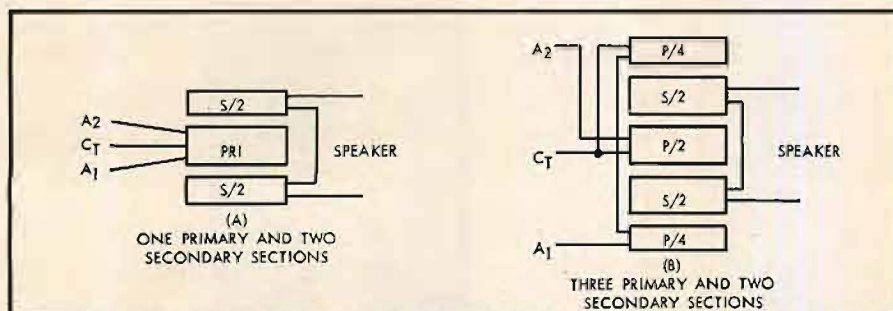 S/2
A2
CT
PRI
A1
SPEAKER
S/2
(A)
ONE PRIMARY AND TWO
SECONDARY SECTIONS
A2
P/4
S/2
CT
P/2
SPEAKER
S/2
A1
P/4
(B)
THREE PRIMARY AND TWO
SECONDARY SECTIONS